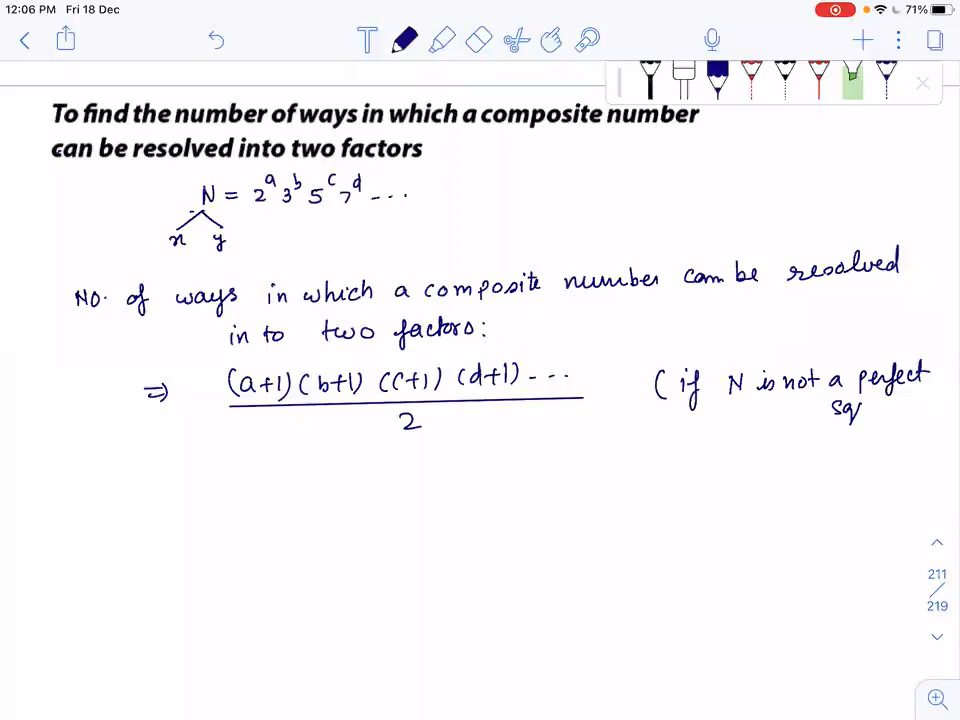 12:06 PM Fri 18 Dec
71%
To find the number of ways in which a composite number
can be resolved into two factors
N = 2^a 3^b 5^c 7^d ...
x y
NO. of ways in which a composite number can be resolved
in to two factors:
⇒ (a+1)(b+1)(c+1)(d+1)... / 2 (if N is not a perfect
sq
211
/
219